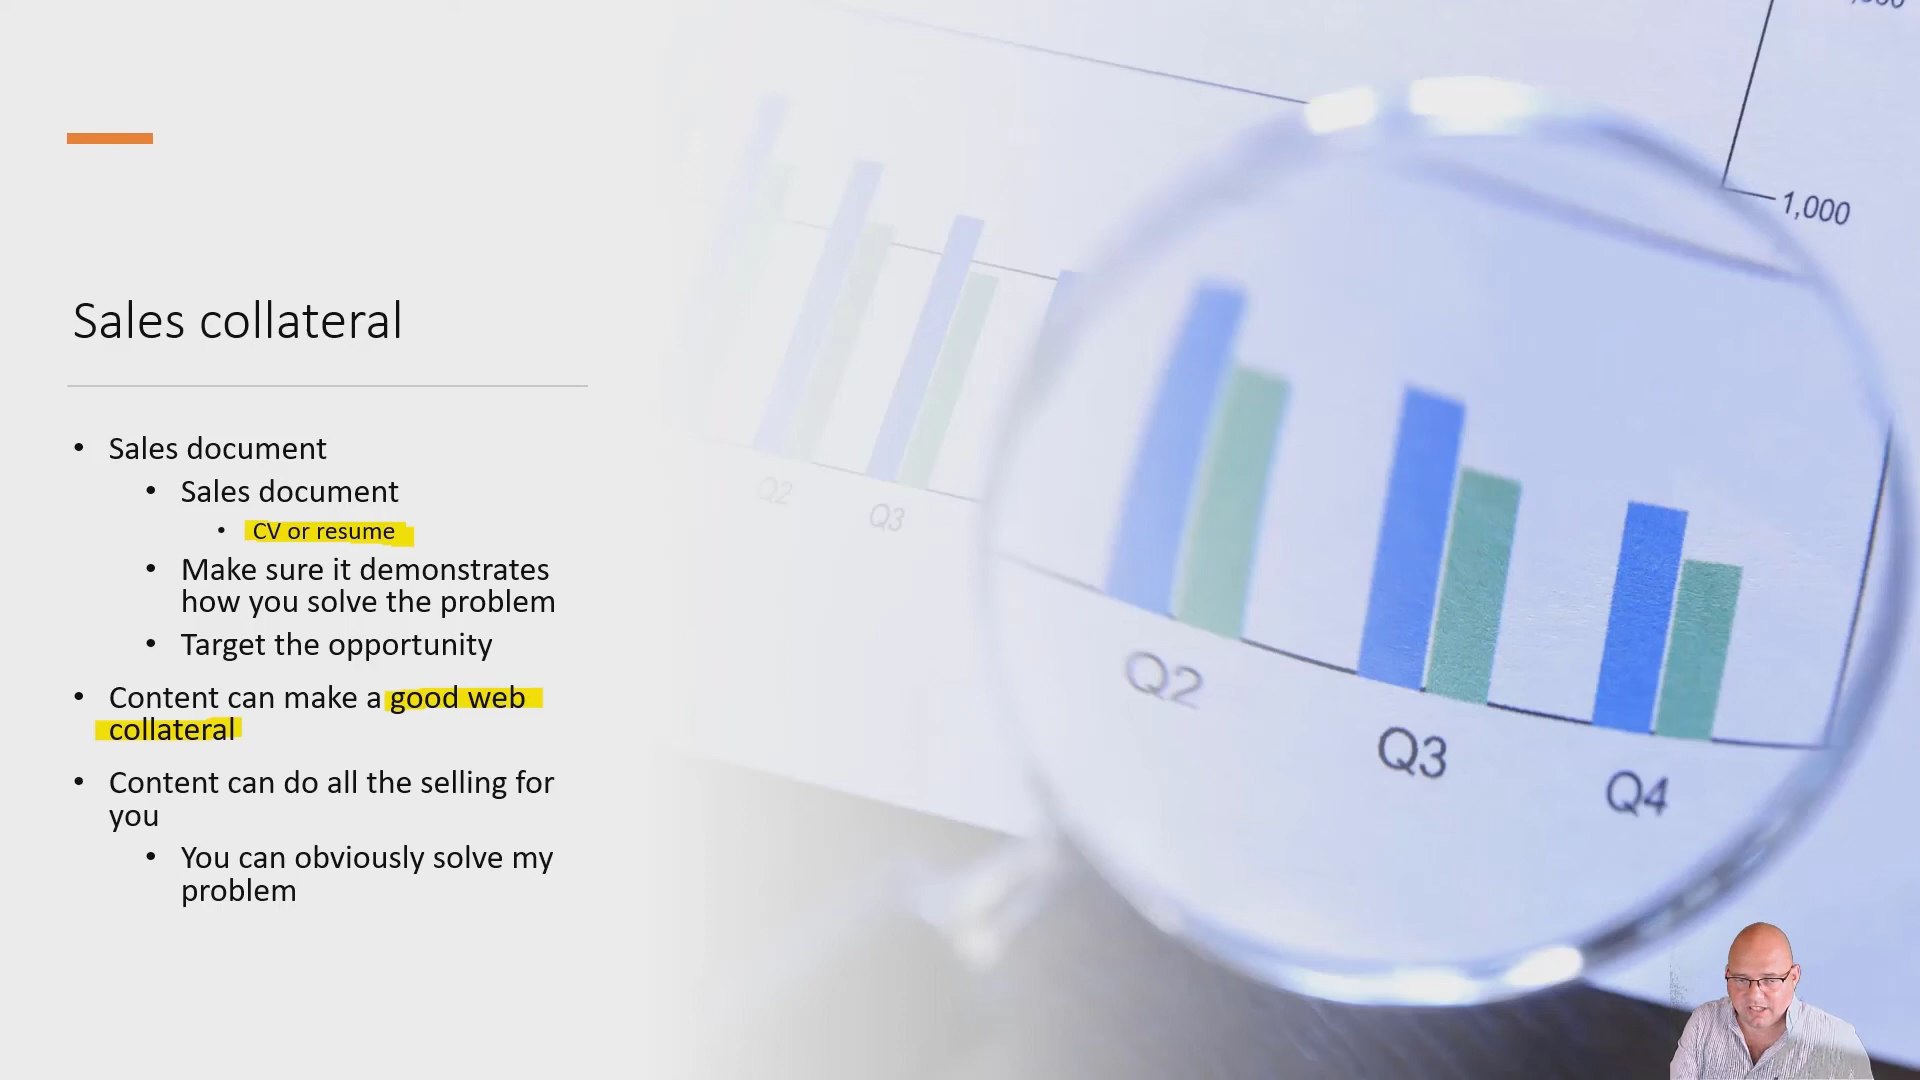 Sales collateral
• Sales document
• Sales document
• CV or resume
• Make sure it demonstrates
how you solve the problem
• Target the opportunity
• Content can make a good web
collateral
• Content can do all the selling for
you
• You can obviously solve my
problem
1,000
Q2
Q3
Q2
Q3
Q4